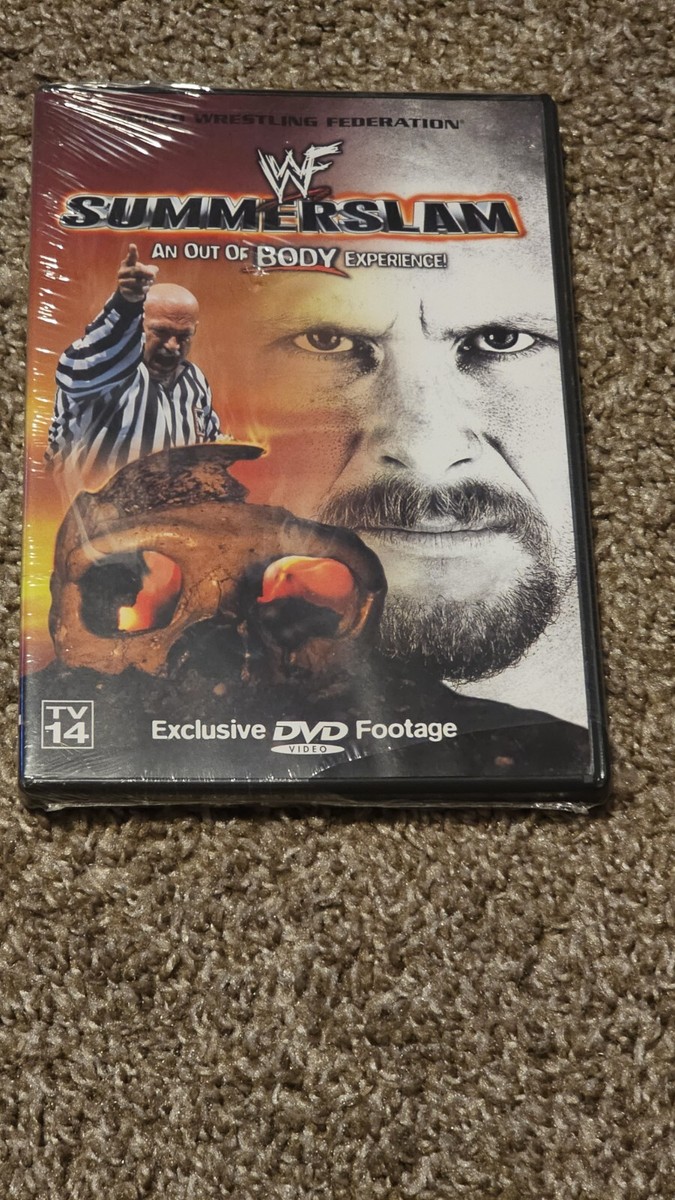 WRESTLING FEDERATION®
WF
SUMMERSLAM®
AN OUT OF BODY EXPERIENCE!
TV
14
Exclusive DVD Footage
VIDEO